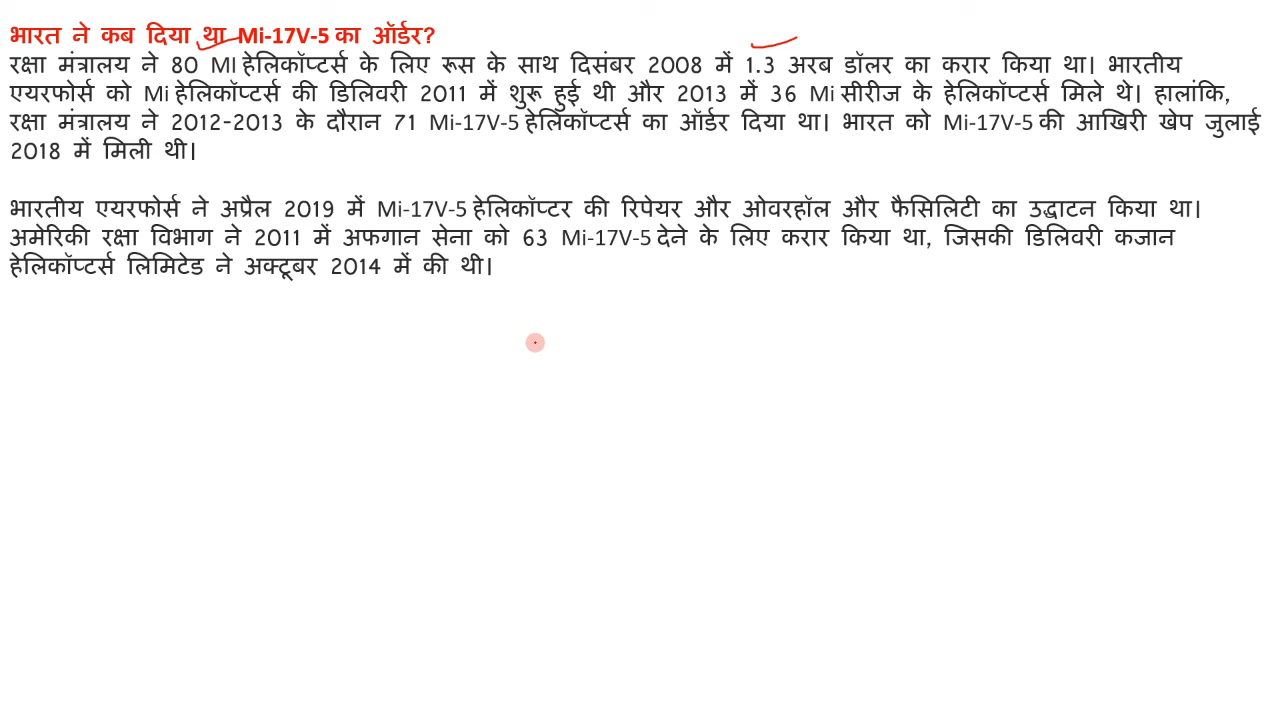 भारत ने कब दिया था Mi-17V-5 का ऑर्डर?
रक्षा मंत्रालय ने 80 MI हेलिकॉप्टर्स के लिए रूस के साथ दिसंबर 2008 में 1.3 अरब डॉलर का करार किया था। भारतीय
एयरफोर्स को Mi हेलिकॉप्टर्स की डिलिवरी 2011 में शुरू हुई थी और 2013 में 36 Mi सीरीज के हेलिकॉप्टर्स मिले थे। हालांकि,
रक्षा मंत्रालय ने 2012-2013 के दौरान 71 Mi-17V-5 हेलिकॉप्टर्स का ऑर्डर दिया था। भारत को Mi-17V-5 की आखिरी खेप जुलाई
2018 में मिली थी।
भारतीय एयरफोर्स ने अप्रैल 2019 में Mi-17V-5 हेलिकॉप्टर की रिपेयर और ओवरहॉल और फैसिलिटी का उद्घाटन किया था।
अमेरिकी रक्षा विभाग ने 2011 में अफगान सेना को 63 Mi-17V-5 देने के लिए करार किया था, जिसकी डिलिवरी कजान
हेलिकॉप्टर्स लिमिटेड ने अक्टूबर 2014 में की थी।